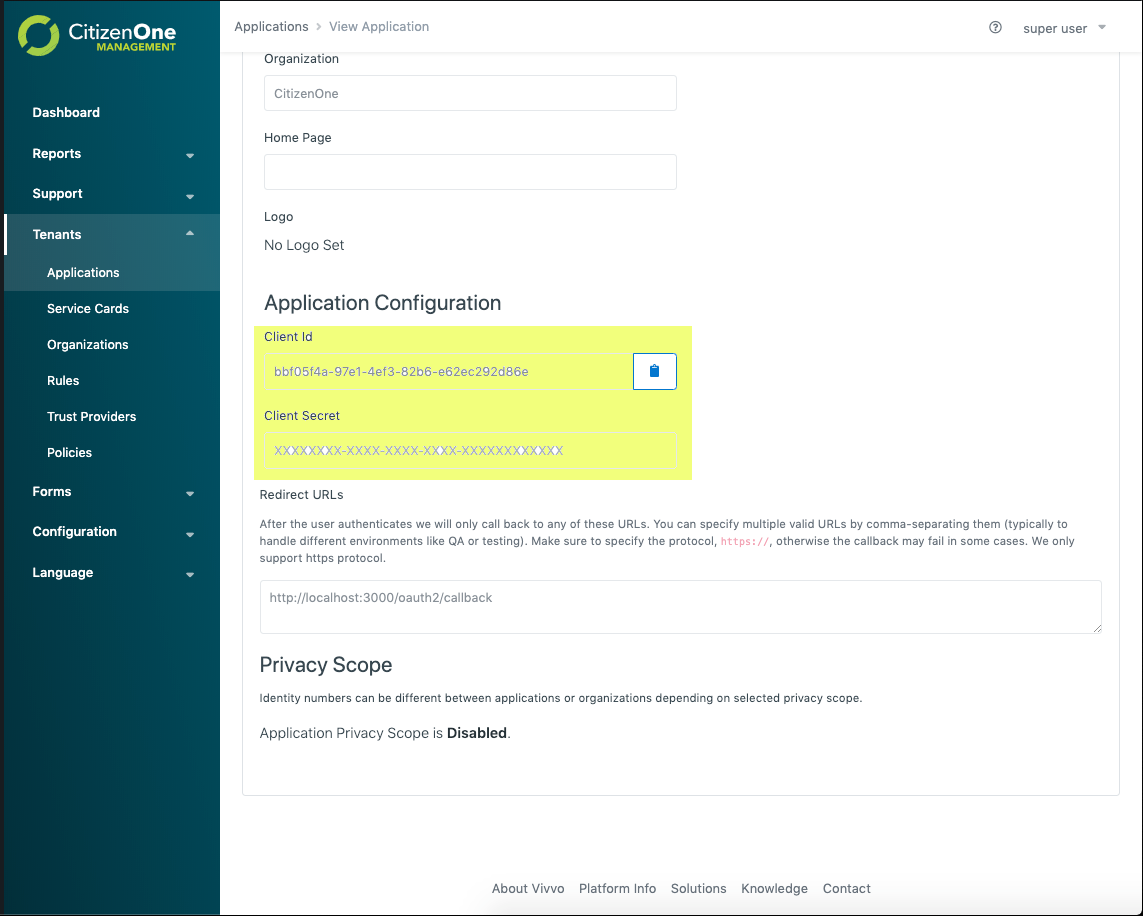 CitizenOne
MANAGEMENT
Applications > View Application
super user
Dashboard
Reports
Support
Tenants
Applications
Service Cards
Organizations
Rules
Trust Providers
Policies
Forms
Configuration
Language
Organization
CitizenOne
Home Page
Logo
No Logo Set
Application Configuration
Client Id
bbf05f4a-97e1-4ef3-82b6-e62ec292d86e
Client Secret
XXXXXXXX-XXXX-XXXX-XXXX-XXXXXXXXXXXX
Redirect URLs
After the user authenticates we will only call back to any of these URLs. You can specify multiple valid URLs by comma-separating them (typically to
handle different environments like QA or testing). Make sure to specify the protocol, https://, otherwise the callback may fail in some cases. We only
support https protocol.
http://localhost:3000/oauth2/callback
Privacy Scope
Identity numbers can be different between applications or organizations depending on selected privacy scope.
Application Privacy Scope is Disabled.
About Vivvo Platform Info Solutions Knowledge Contact